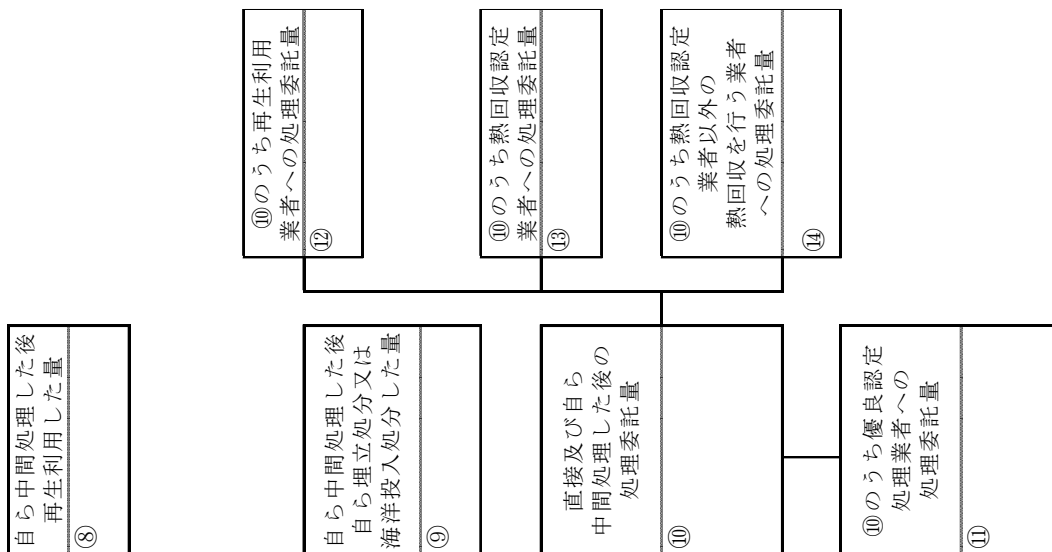 自ら中間処理した後
再生利用した量
⑧
自ら中間処理した後
自ら埋立処分又は
海洋投入処分した量
⑨
直接及び自ら
中間処理した後の
処理委託量
⑩
⑩のうち優良認定
処理業者への
処理委託量
⑪
⑩のうち再生利用
業者への処理委託量
⑫
⑩のうち熱回収認定
業者への処理委託量
⑬
⑩のうち熱回収認定
業者以外の
熱回収を行う業者
への処理委託量
⑭